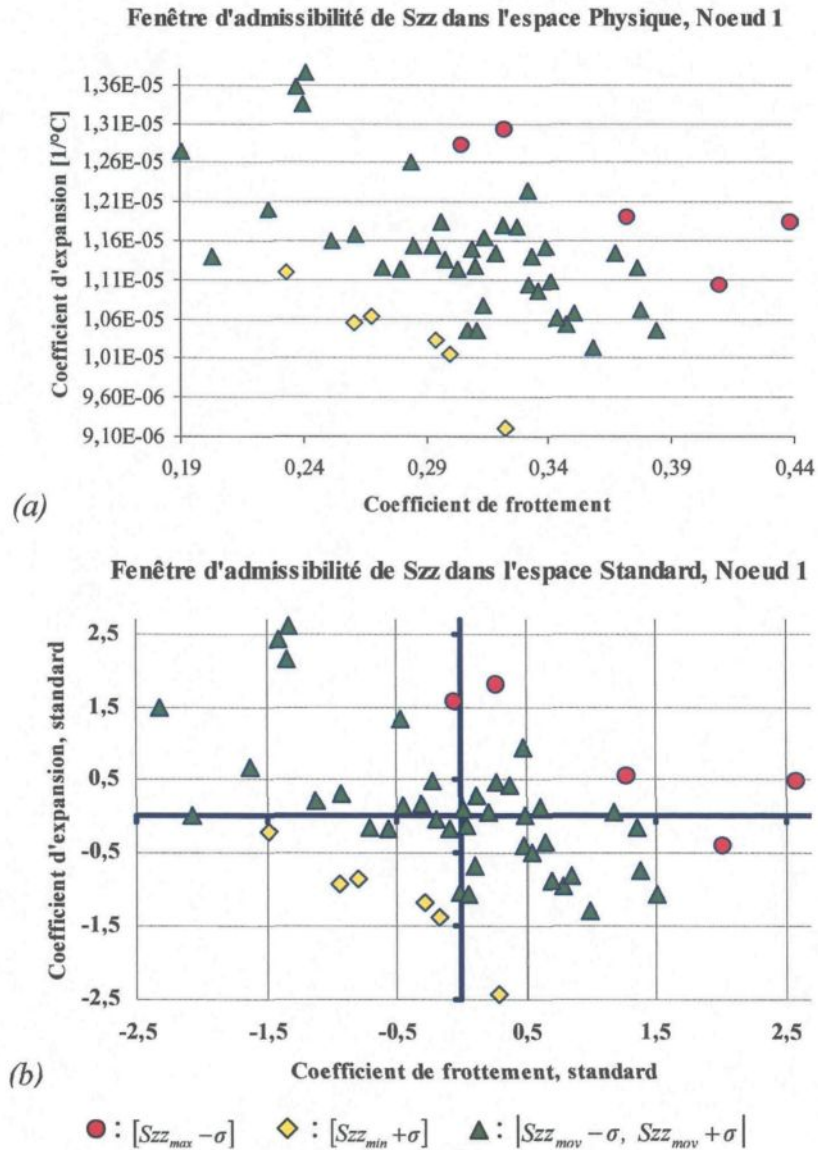 Fenêtre d'admissibilité de Szz dans l'espace Physique, Noeud 1
Coefficient d'expansion [1/°C]
1,36E-05
1,31E-05
1,26E-05
1,21E-05
1,16E-05
1,11E-05
1,06E-05
1,01E-05
9,60E-06
9,10E-06
0,19 0,24 0,29 0,34 0,39 0,44
Coefficient de frottement
(a)
Fenêtre d'admissibilité de Szz dans l'espace Standard, Noeud 1
Coefficient d'expansion, standard
2,5
1,5
0,5
-0,5
-1,5
-2,5
-2,5 -1,5 -0,5 0,5 1,5 2,5
Coefficient de frottement, standard
(b)
: [Szz_max − σ] : [Szz_min + σ] : |Szz_mov − σ, Szz_mov + σ|